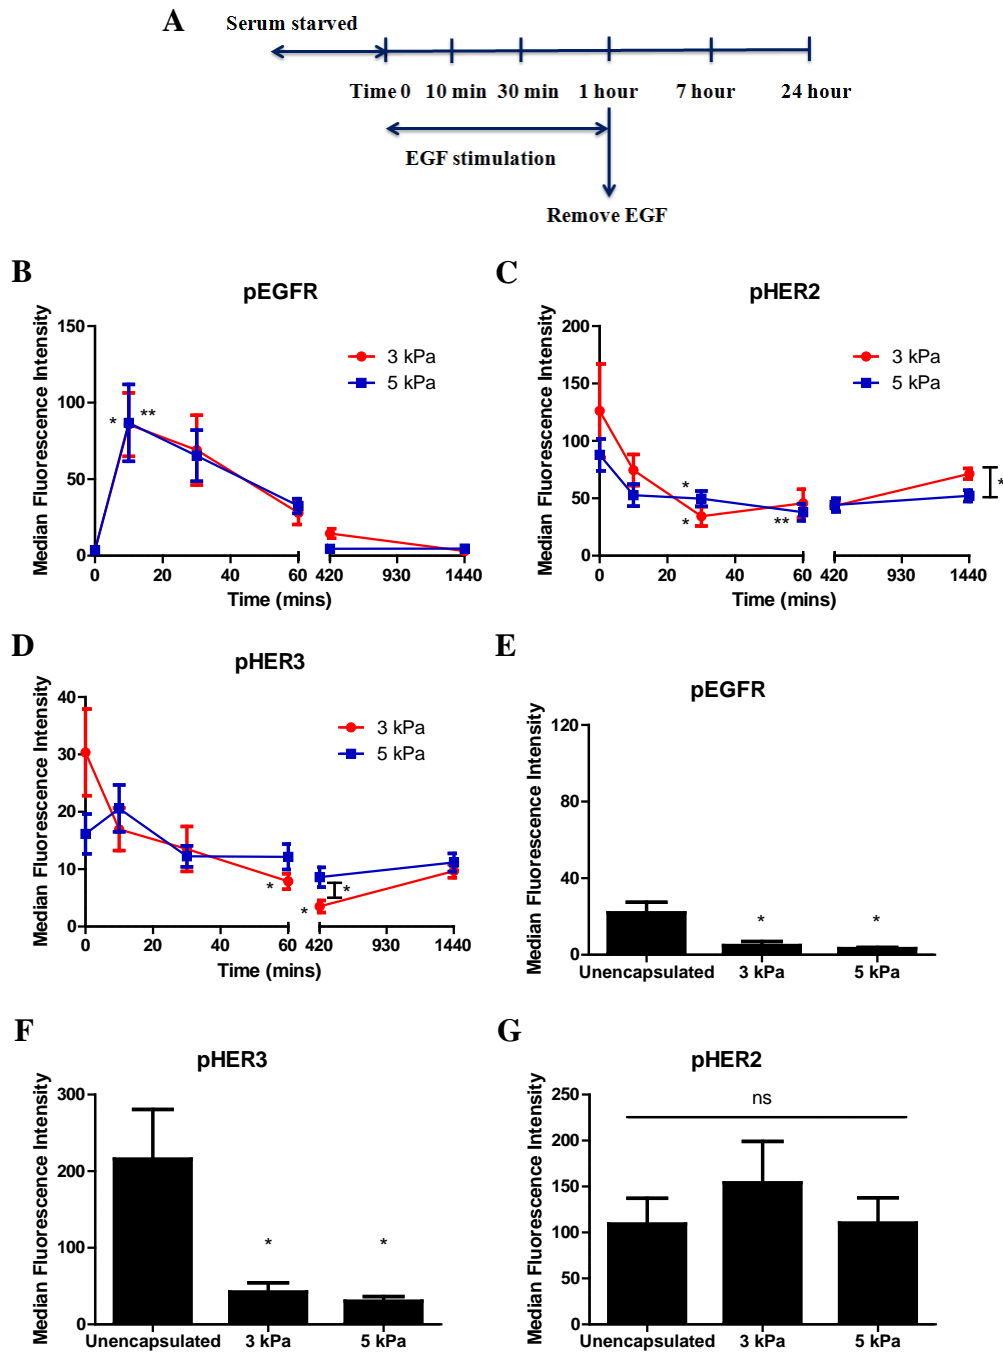 A
Serum starved
Time 0 10 min 30 min 1 hour 7 hour 24 hour
EGF stimulation
Remove EGF
B
pEGFR
Median Fluorescence Intensity
150
100
50
0
3 kPa
5 kPa
* **
0 20 40 60 420 930 1440
Time (mins)
C
pHER2
Median Fluorescence Intensity
200
150
100
50
0
3 kPa
5 kPa
*
*
**
*
0 20 40 60 420 930 1440
Time (mins)
D
pHER3
Median Fluorescence Intensity
40
30
20
10
0
3 kPa
5 kPa
*
*
*
0 20 40 60 420 930 1440
Time (mins)
E
pEGFR
Median Fluorescence Intensity
120
80
40
0
* *
Unencapsulated 3 kPa 5 kPa
F
pHER3
Median Fluorescence Intensity
300
200
100
0
* *
Unencapsulated 3 kPa 5 kPa
G
pHER2
Median Fluorescence Intensity
250
200
150
100
50
0
ns
Unencapsulated 3 kPa 5 kPa